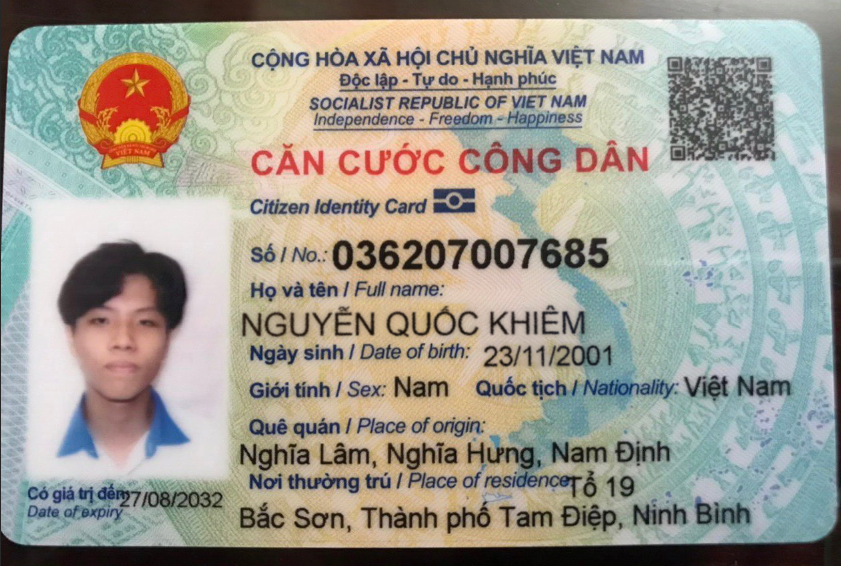 CỘNG HÒA XÃ HỘI CHỦ NGHĨA VIỆT NAM
Độc lập - Tự do - Hạnh phúc
SOCIALIST REPUBLIC OF VIET NAM
Independence - Freedom - Happiness
CĂN CƯỚC CÔNG DÂN
Citizen Identity Card
Số / No.: 036207007685
Họ và tên / Full name:
NGUYỄN QUỐC KHIÊM
Ngày sinh / Date of birth: 23/11/2001
Giới tính / Sex: Nam Quốc tịch / Nationality: Việt Nam
Quê quán / Place of origin:
Nghĩa Lâm, Nghĩa Hưng, Nam Định
Nơi thường trú / Place of residence: Tổ 19
Bắc Sơn, Thành phố Tam Điệp, Ninh Bình
Có giá trị đến: 27/08/2032
Date of expiry
VIỆT NAM